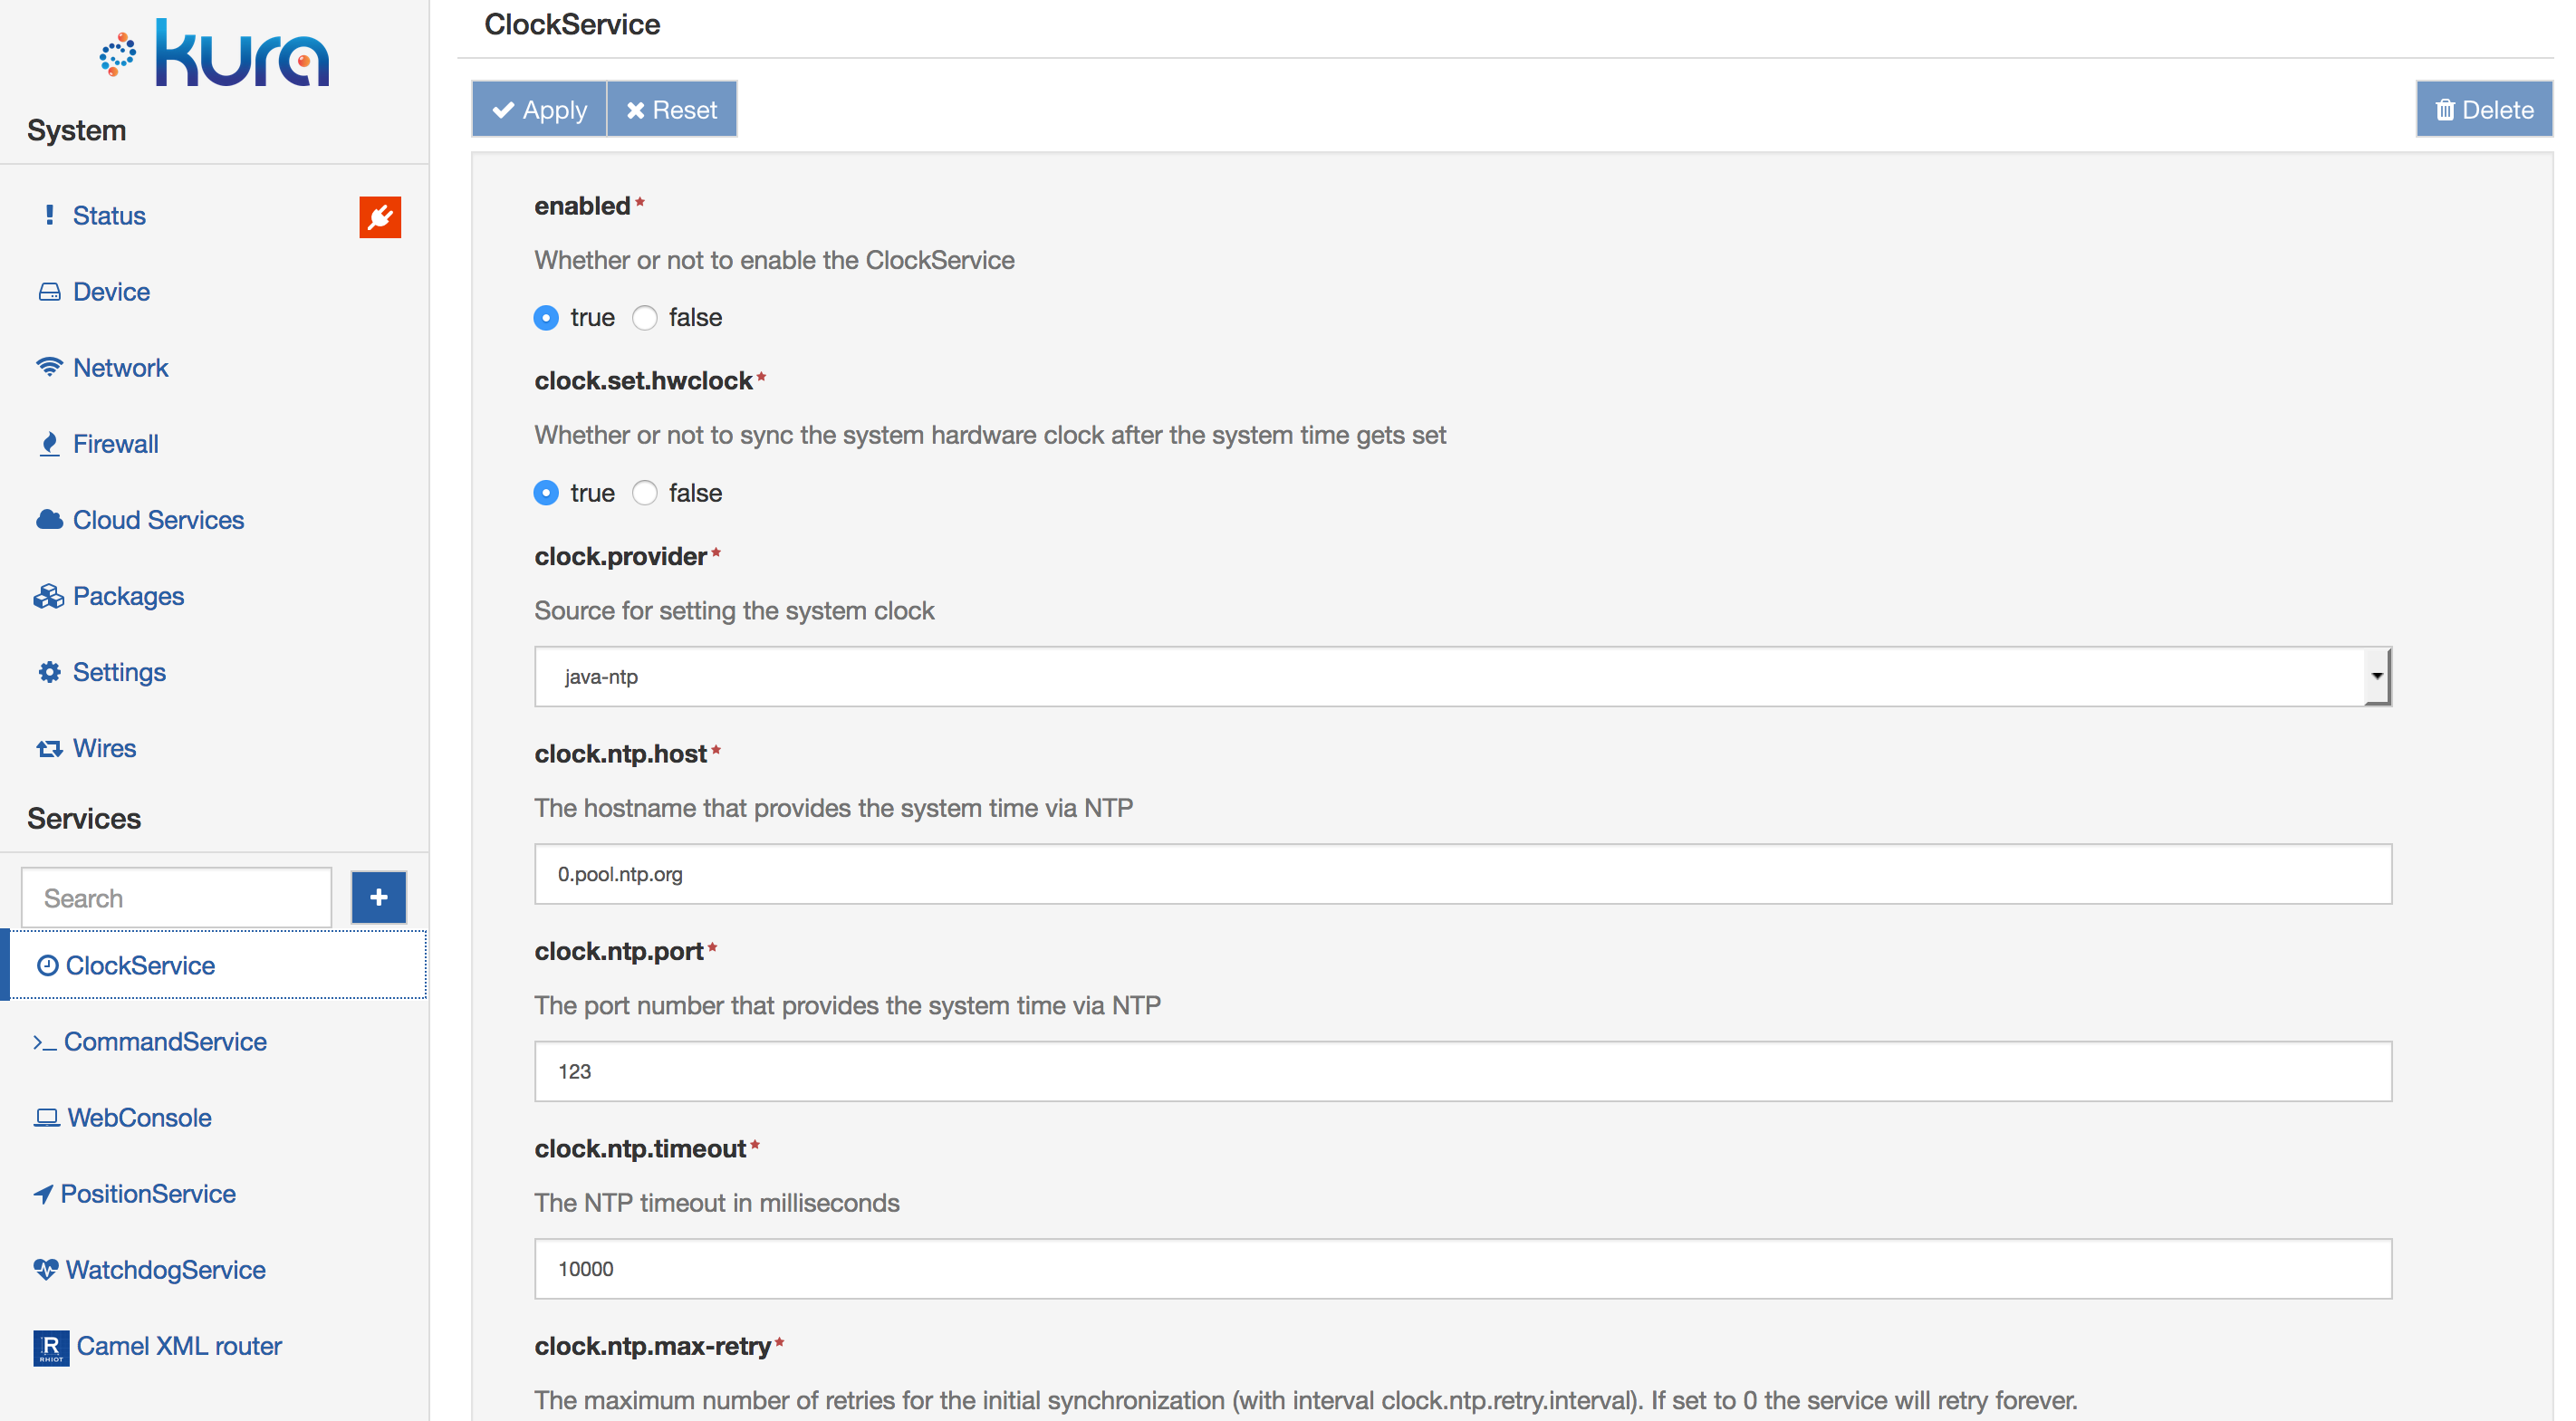 kura
System
Status
Device
Network
Firewall
Cloud Services
Packages
Settings
Wires
Services
Search
ClockService
CommandService
WebConsole
PositionService
WatchdogService
R RHIOT Camel XML router
ClockService
Apply Reset Delete
enabled*
Whether or not to enable the ClockService
true false
clock.set.hwclock*
Whether or not to sync the system hardware clock after the system time gets set
true false
clock.provider*
Source for setting the system clock
java-ntp
clock.ntp.host*
The hostname that provides the system time via NTP
0.pool.ntp.org
clock.ntp.port*
The port number that provides the system time via NTP
123
clock.ntp.timeout*
The NTP timeout in milliseconds
10000
clock.ntp.max-retry*
The maximum number of retries for the initial synchronization (with interval clock.ntp.retry.interval). If set to 0 the service will retry forever.